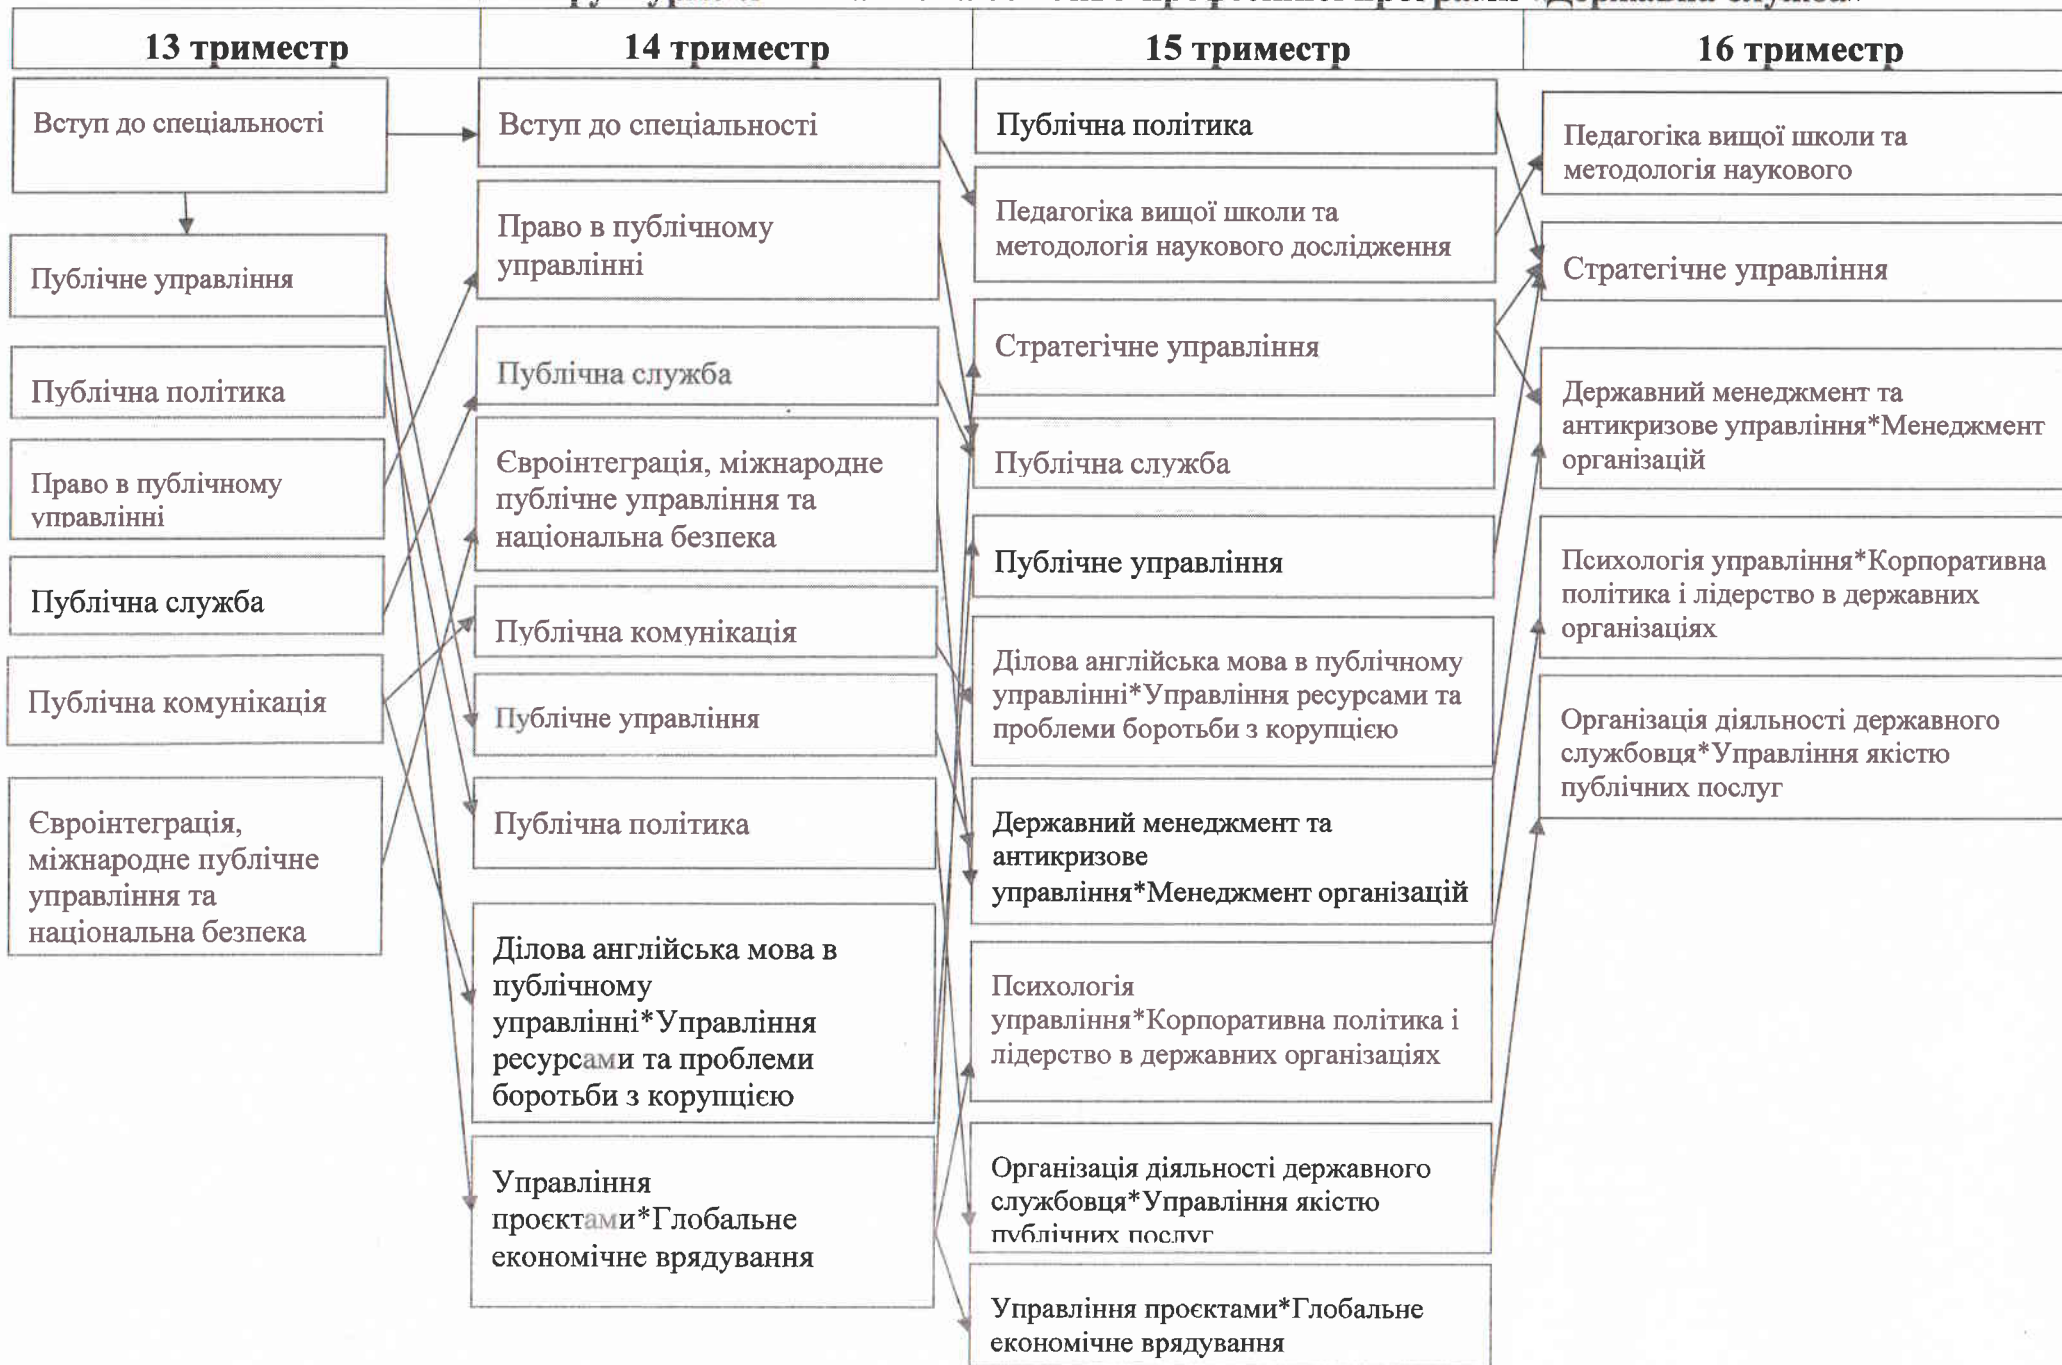 13 триместр
14 триместр
15 триместр
16 триместр
Вступ до спеціальності
Публічне управління
Публічна політика
Право в публічному
управлінні
Публічна служба
Публічна комунікація
Євроінтеграція,
міжнародне публічне
управління та
національна безпека
Вступ до спеціальності
Право в публічному
управлінні
Публічна служба
Євроінтеграція, міжнародне
публічне управління та
національна безпека
Публічна комунікація
Публічне управління
Публічна політика
Ділова англійська мова в
публічному
управлінні*Управління
ресурсами та проблеми
боротьби з корупцією
Управління
проєктами*Глобальне
економічне врядування
Публічна політика
Педагогіка вищої школи та
методологія наукового дослідження
Стратегічне управління
Публічна служба
Публічне управління
Ділова англійська мова в публічному
управлінні*Управління ресурсами та
проблеми боротьби з корупцією
Державний менеджмент та
антикризове
управління*Менеджмент організацій
Психологія
управління*Корпоративна політика і
лідерство в державних організаціях
Організація діяльності державного
службовця*Управління якістю
публічних послуг
Управління проєктами*Глобальне
економічне врядування
Педагогіка вищої школи та
методологія наукового
Стратегічне управління
Державний менеджмент та
антикризове управління*Менеджмент
організацій
Психологія управління*Корпоративна
політика і лідерство в державних
організаціях
Організація діяльності державного
службовця*Управління якістю
публічних послуг